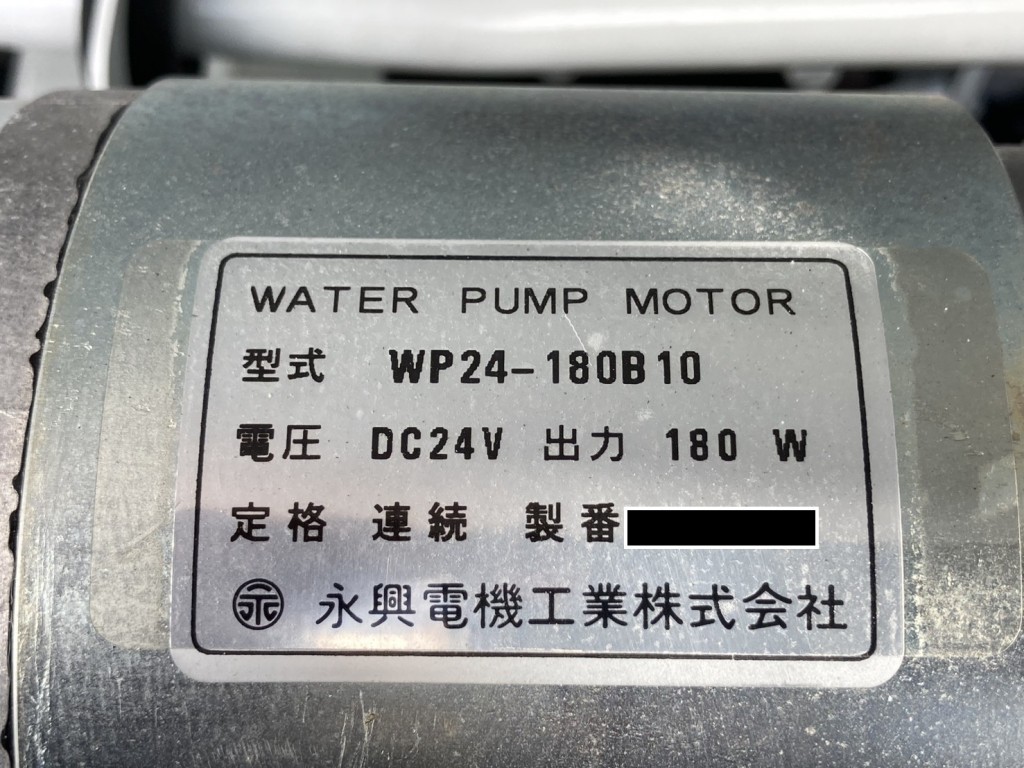 WATER PUMP MOTOR
型式 WP24-180B10
電圧 DC24V 出力 180 W
定格 連続 製番
永興電機工業株式会社